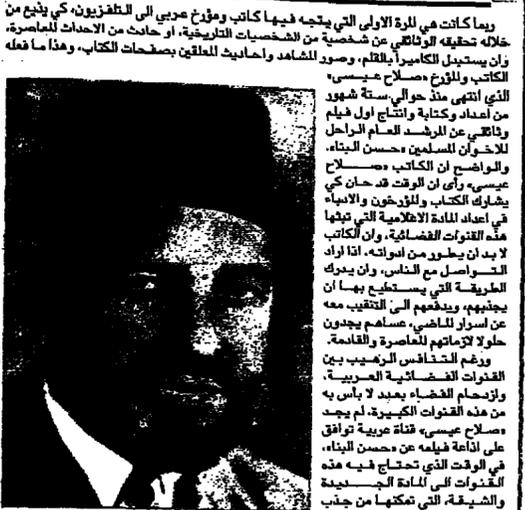 ربما كانت هي المرة الاولى التي يتجه فيها كاتب ومؤرخ عربي الى التلفزيون، كي يذيع من
خلاله تحقيقه الوثائقي عن شخصية من الشخصيات التاريخية، او حادث من الاحداث المعاصرة،
وان يستبدل الكاميرا بالقلم، وصور المشاهد واحاديث المعلقين بصفحات الكتاب، وهذا ما فعله
الكاتب والمؤرخ «صلاح عيسى»
الذي انتهى منذ حوالي ستة شهور
من اعداد وكتابة وانتاج اول فيلم
وثائقي عن المرشد العام الراحل
للاخوان المسلمين «حسن البنا».
والواضح ان الكاتب «صلاح
عيسى» رأى ان الوقت قد حان كي
يشارك الكتاب والمؤرخون والادباء
في اعداد المادة الاعلامية التي تبثها
هذه القنوات الفضائية، وان الكاتب
لا بد ان يطور من ادواته، اذا اراد
التواصل مع الناس، وان يدرك
الطريقة التي يستطيع بها ان
يجذبهم، ويدفعهم الى التنقيب معه
عن اسرار الماضي، عساهم يجدون
حلولا لازماتهم المعاصرة والقادمة.
ورغم التنافس الرهيب بين
القنوات الفضائية العربية،
وازدحام الفضاء بعدد لا بأس به
من هذه القنوات الكبيرة، لم يجد
«صلاح عيسى» قناة عربية توافق
على اذاعة فيلمه عن «حسن البنا»،
في الوقت الذي تحتاج فيه هذه
القنوات الى المادة الجديدة
والشيقة، التي تمكنها من جذب